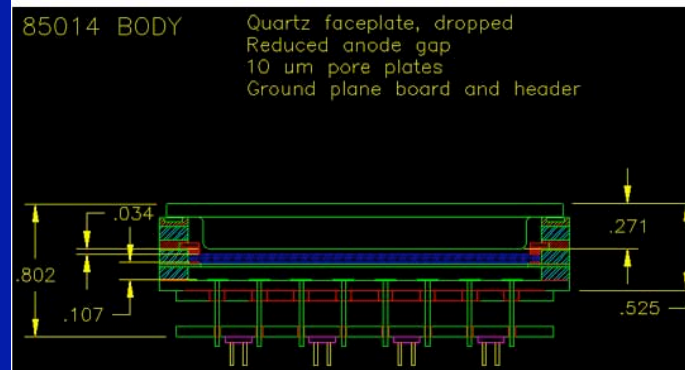 85014 BODY
Quartz faceplate, dropped
Reduced anode gap
10 um pore plates
Ground plane board and header
.034
.271
.802
.107
.525